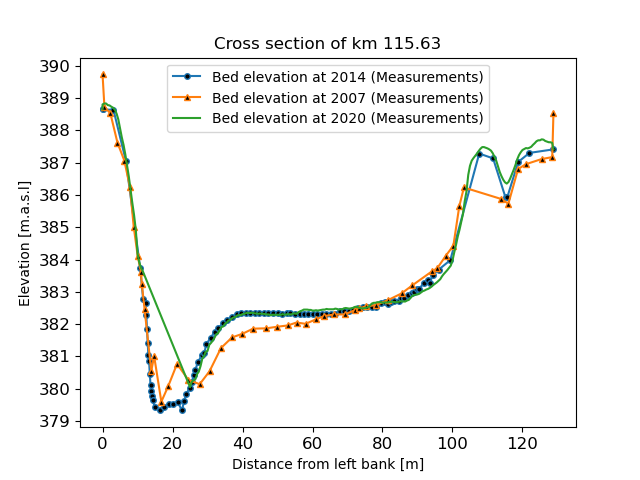 Cross section of km 115.63
Bed elevation at 2014 (Measurements)
Bed elevation at 2007 (Measurements)
Bed elevation at 2020 (Measurements)
Elevation [m.a.s.l]
390
389
388
387
386
385
384
383
382
381
380
379
0 20 40 60 80 100 120
Distance from left bank [m]